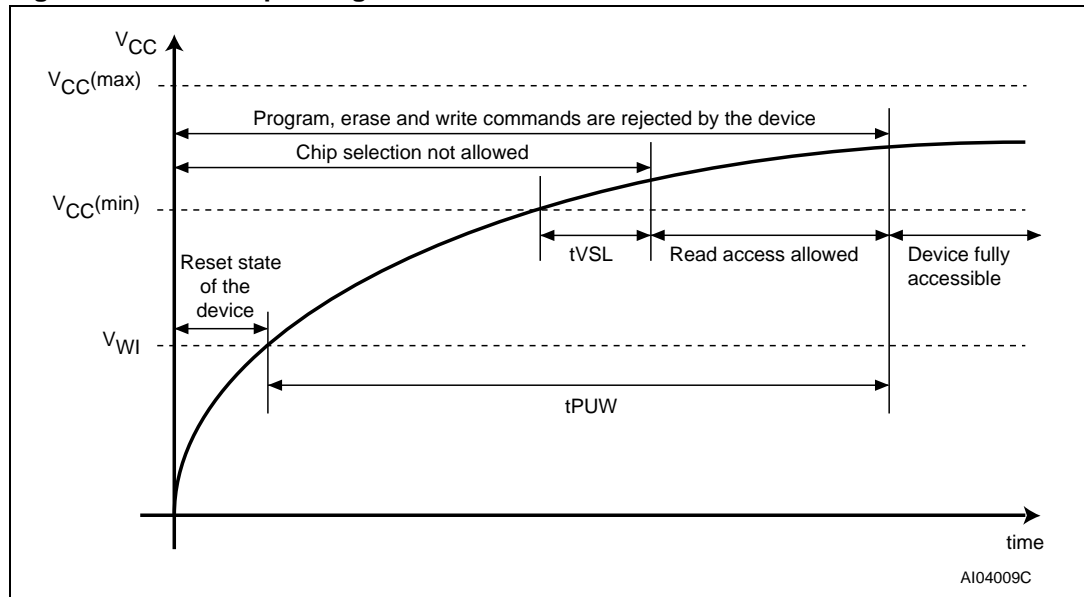 VCC
VCC(max)
Program, erase and write commands are rejected by the device
Chip selection not allowed
VCC(min)
tVSL
Read access allowed
Device fully
accessible
Reset state
of the
device
VWI
tPUW
time
AI04009C